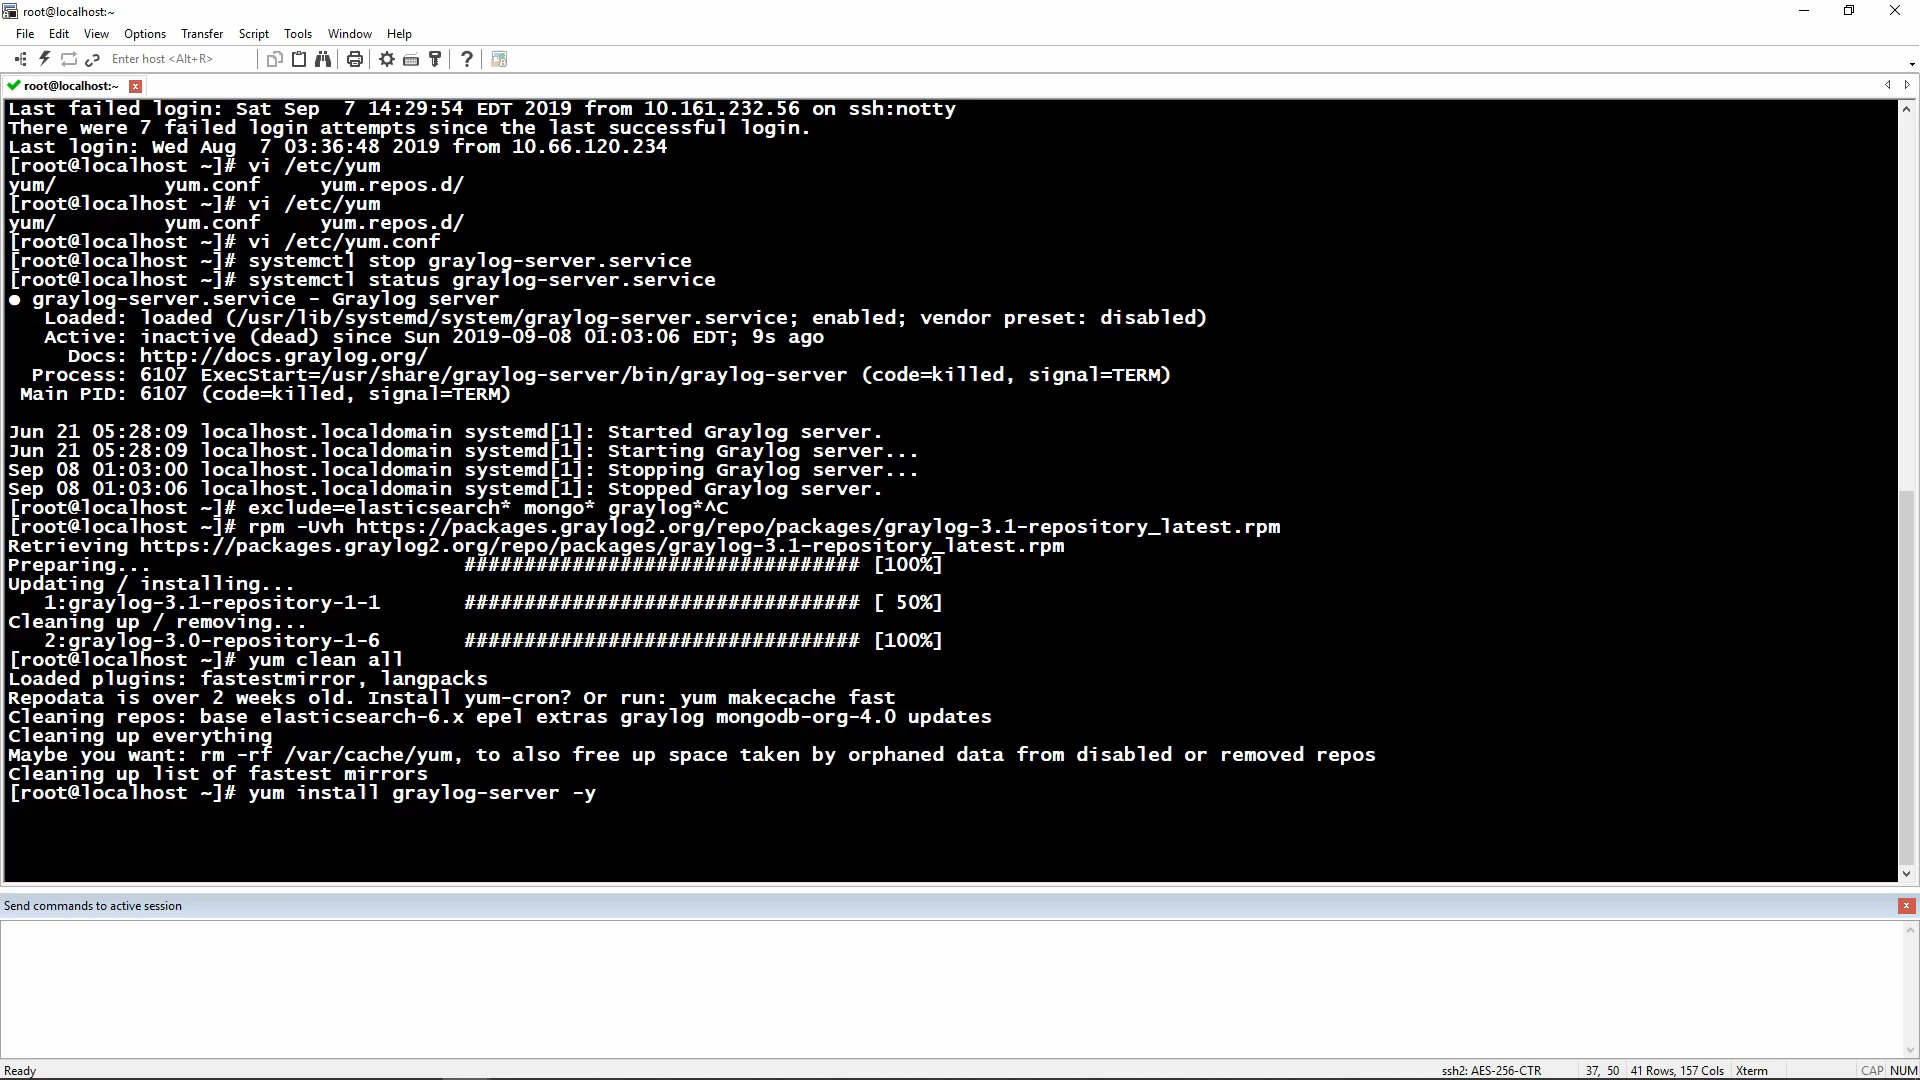 root@localhost:~
File Edit View Options Transfer Script Tools Window Help
Enter host <Alt+R>
root@localhost:~
Last failed login: Sat Sep  7 14:29:54 EDT 2019 from 10.161.232.56 on ssh:notty
There were 7 failed login attempts since the last successful login.
Last login: Wed Aug  7 03:36:48 2019 from 10.66.120.234
[root@localhost ~]# vi /etc/yum
yum/         yum.conf     yum.repos.d/
[root@localhost ~]# vi /etc/yum
yum/         yum.conf     yum.repos.d/
[root@localhost ~]# vi /etc/yum.conf
[root@localhost ~]# systemctl stop graylog-server.service
[root@localhost ~]# systemctl status graylog-server.service
● graylog-server.service - Graylog server
   Loaded: loaded (/usr/lib/systemd/system/graylog-server.service; enabled; vendor preset: disabled)
   Active: inactive (dead) since Sun 2019-09-08 01:03:06 EDT; 9s ago
     Docs: http://docs.graylog.org/
  Process: 6107 ExecStart=/usr/share/graylog-server/bin/graylog-server (code=killed, signal=TERM)
 Main PID: 6107 (code=killed, signal=TERM)
Jun 21 05:28:09 localhost.localdomain systemd[1]: Started Graylog server.
Jun 21 05:28:09 localhost.localdomain systemd[1]: Starting Graylog server...
Sep 08 01:03:00 localhost.localdomain systemd[1]: Stopping Graylog server...
Sep 08 01:03:06 localhost.localdomain systemd[1]: Stopped Graylog server.
[root@localhost ~]# exclude=elasticsearch* mongo* graylog*^C
[root@localhost ~]# rpm -Uvh https://packages.graylog2.org/repo/packages/graylog-3.1-repository_latest.rpm
Retrieving https://packages.graylog2.org/repo/packages/graylog-3.1-repository_latest.rpm
Preparing...                          ################################# [100%]
Updating / installing...
   1:graylog-3.1-repository-1-1       ################################# [ 50%]
Cleaning up / removing...
   2:graylog-3.0-repository-1-6       ################################# [100%]
[root@localhost ~]# yum clean all
Loaded plugins: fastestmirror, langpacks
Repodata is over 2 weeks old. Install yum-cron? Or run: yum makecache fast
Cleaning repos: base elasticsearch-6.x epel extras graylog mongodb-org-4.0 updates
Cleaning up everything
Maybe you want: rm -rf /var/cache/yum, to also free up space taken by orphaned data from disabled or removed repos
Cleaning up list of fastest mirrors
[root@localhost ~]# yum install graylog-server -y
Send commands to active session
Ready ssh2: AES-256-CTR 37, 50 41 Rows, 157 Cols Xterm CAP NUM